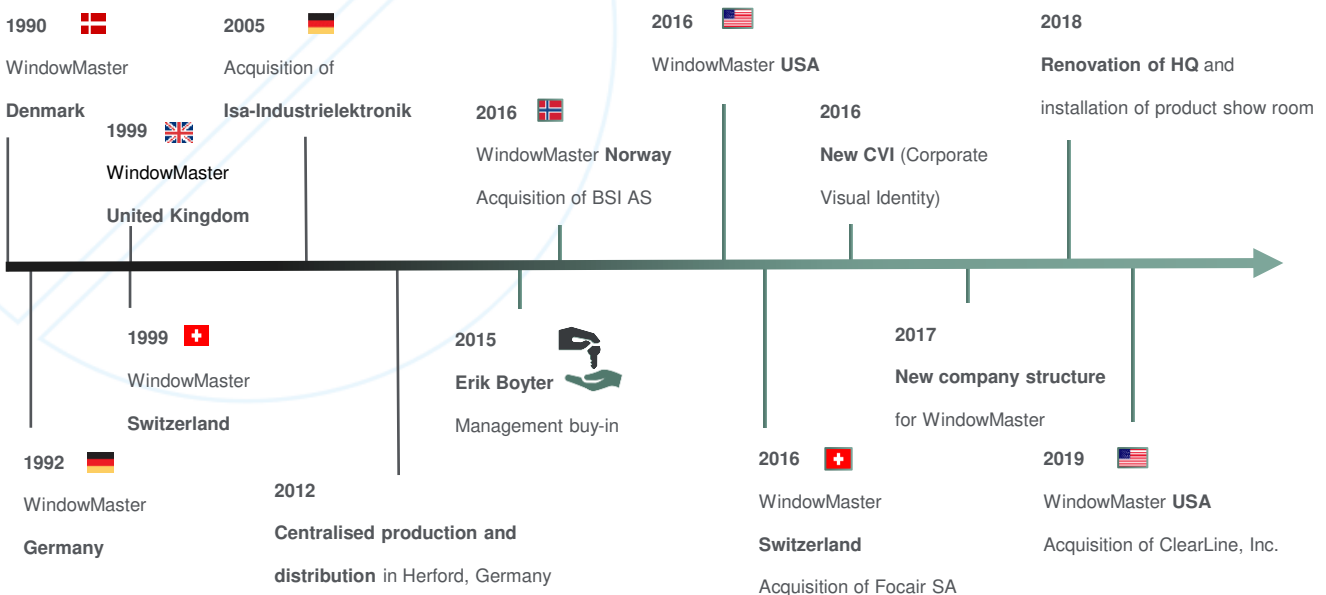 1990
WindowMaster
Denmark
1999
WindowMaster
United Kingdom
2005
Acquisition of
Isa-Industrielektronik
2016
WindowMaster Norway
Acquisition of BSI AS
2016
WindowMaster USA
2016
New CVI (Corporate
Visual Identity)
2018
Renovation of HQ and
installation of product show room
1992
WindowMaster
Germany
1999
WindowMaster
Switzerland
2012
Centralised production and
distribution in Herford, Germany
2015
Erik Boyter
Management buy-in
2016
WindowMaster
Switzerland
Acquisition of Focair SA
2017
New company structure
for WindowMaster
2019
WindowMaster USA
Acquisition of ClearLine, Inc.